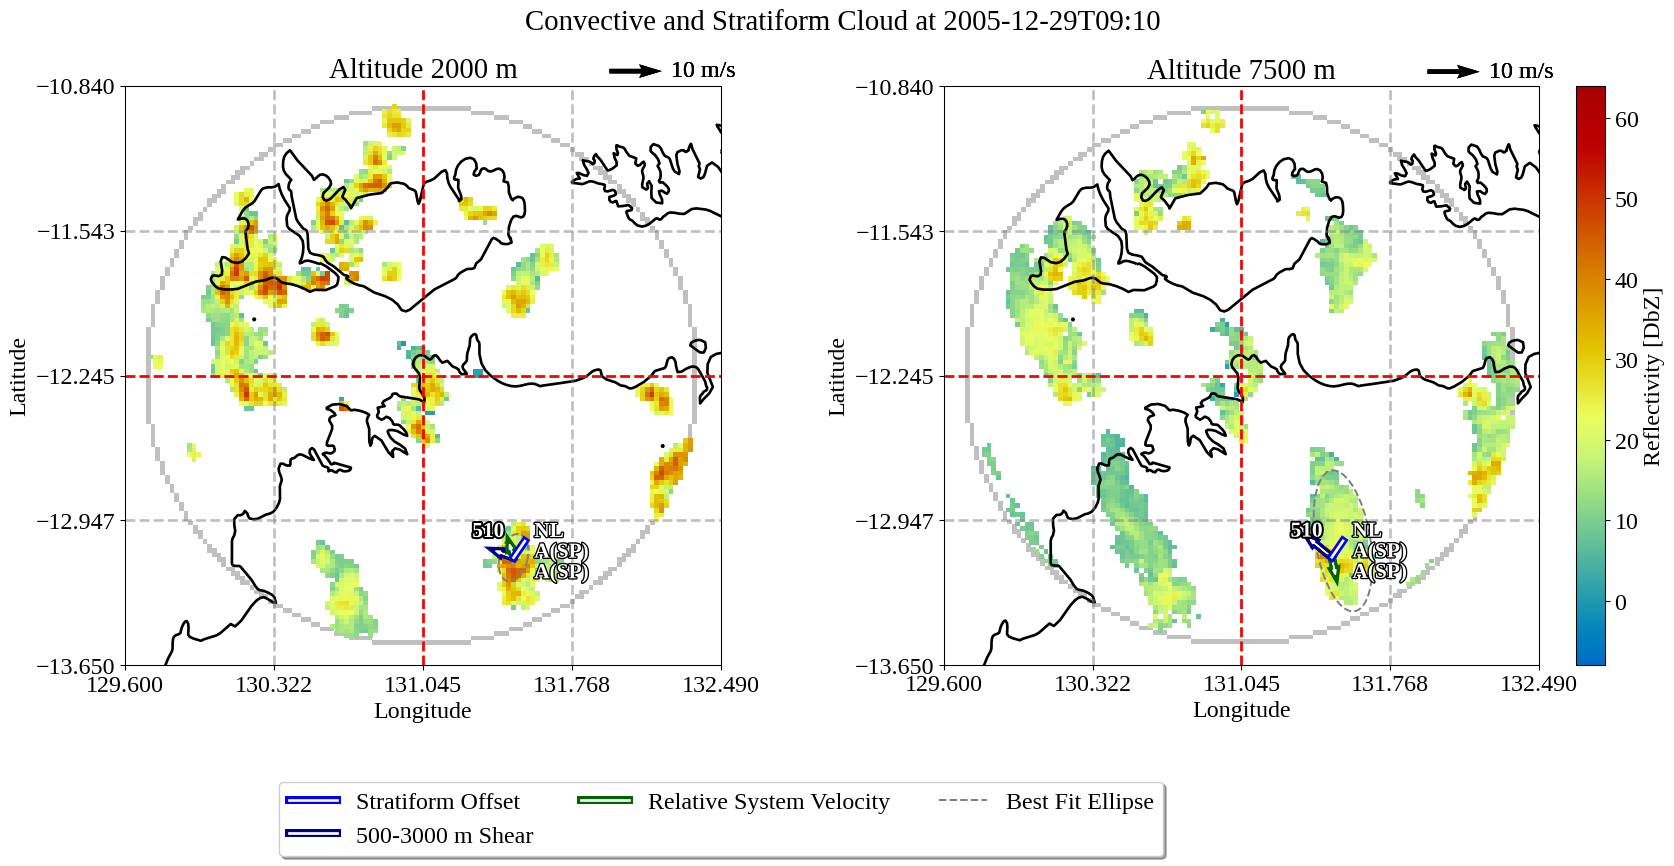 Convective and Stratiform Cloud at 2005-12-29T09:10
Altitude 2000 m
10 m/s
Altitude 7500 m
10 m/s
−10.840
−11.543
−12.245
−12.947
−13.650
129.600
130.322
131.045
131.768
132.490
Latitude
Longitude
510
NL
A(SP)
A(SP)
−10.840
−11.543
−12.245
−12.947
−13.650
129.600
130.322
131.045
131.768
132.490
Latitude
Longitude
510
NL
A(SP)
A(SP)
60
50
40
30
20
10
0
Reflectivity [DbZ]
Stratiform Offset
500-3000 m Shear
Relative System Velocity
Best Fit Ellipse